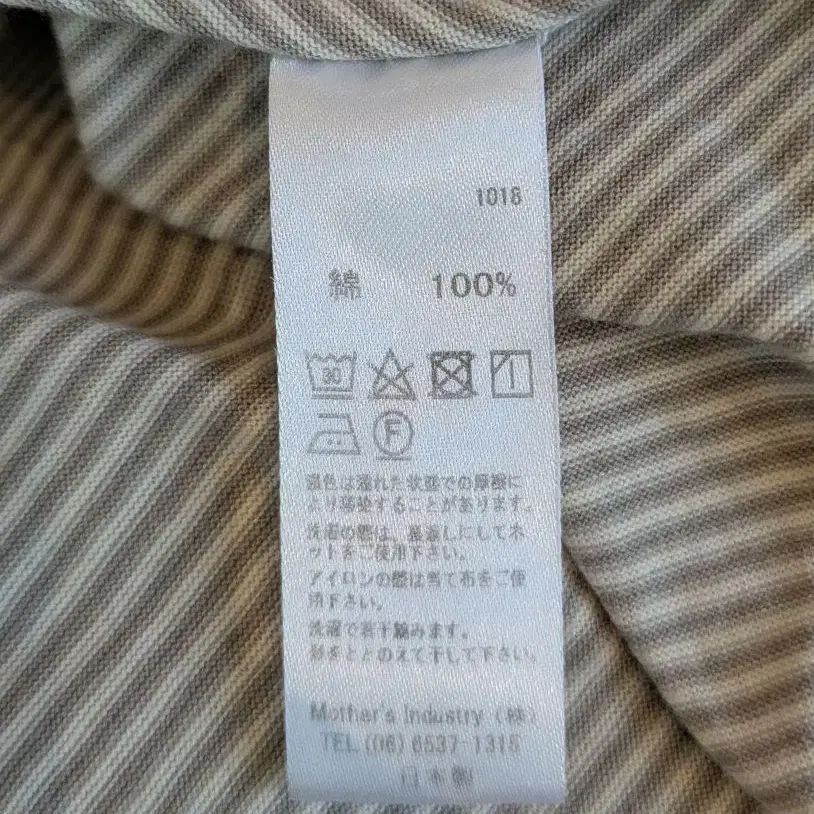 1018
綿 100%
30
F
濃色は濡れた状態での摩擦に
より移染することがあります。
洗濯の際は、裏返しにしてネ
ットをご使用下さい。
アイロンの際は当て布をご使
用下さい。
洗濯で若干縮みます。
形をととのえて干して下さい。
Mother's Industry (株)
TEL (06) 6537-1315
日本製